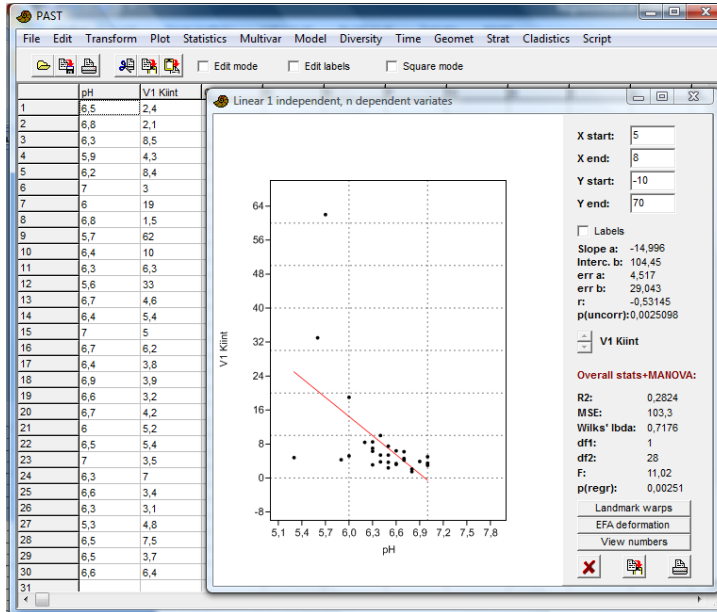 PAST
File Edit Transform Plot Statistics Multivar Model Diversity Time Geomet Strat Cladistics Script
Edit mode Edit labels Square mode
pH V1 Kiint
1 6,5 2,4
2 6,8 2,1
3 6,3 8,5
4 5,9 4,3
5 6,2 8,4
6 7 3
7 6 19
8 6,8 1,5
9 5,7 62
10 6,4 10
11 6,3 6,3
12 5,6 33
13 6,7 4,6
14 6,4 5,4
15 7 5
16 6,7 6,2
17 6,4 3,8
18 6,9 3,9
19 6,6 3,2
20 6,7 4,2
21 6 5,2
22 6,5 5,4
23 7 3,5
24 6,3 7
25 6,6 3,4
26 6,3 3,1
27 5,3 4,8
28 6,5 7,5
29 6,5 3,7
30 6,6 6,4
31
Linear 1 independent, n dependent variates
64
56
48
40
32
24
16
8
0
-8
V1 Kiint
5,1 5,4 5,7 6,0 6,3 6,6 6,9 7,2 7,5 7,8
pH
X start: 5
X end: 8
Y start: -10
Y end: 70
Labels
Slope a: -14,996
Interc. b: 104,45
err a: 4,517
err b: 29,043
r: -0,53145
p(uncorr): 0,0025098
V1 Kiint
Overall stats+MANOVA:
R2: 0,2824
MSE: 103,3
Wilks' lbda: 0,7176
df1: 1
df2: 28
F: 11,02
p(regr): 0,00251
Landmark warps
EFA deformation
View numbers